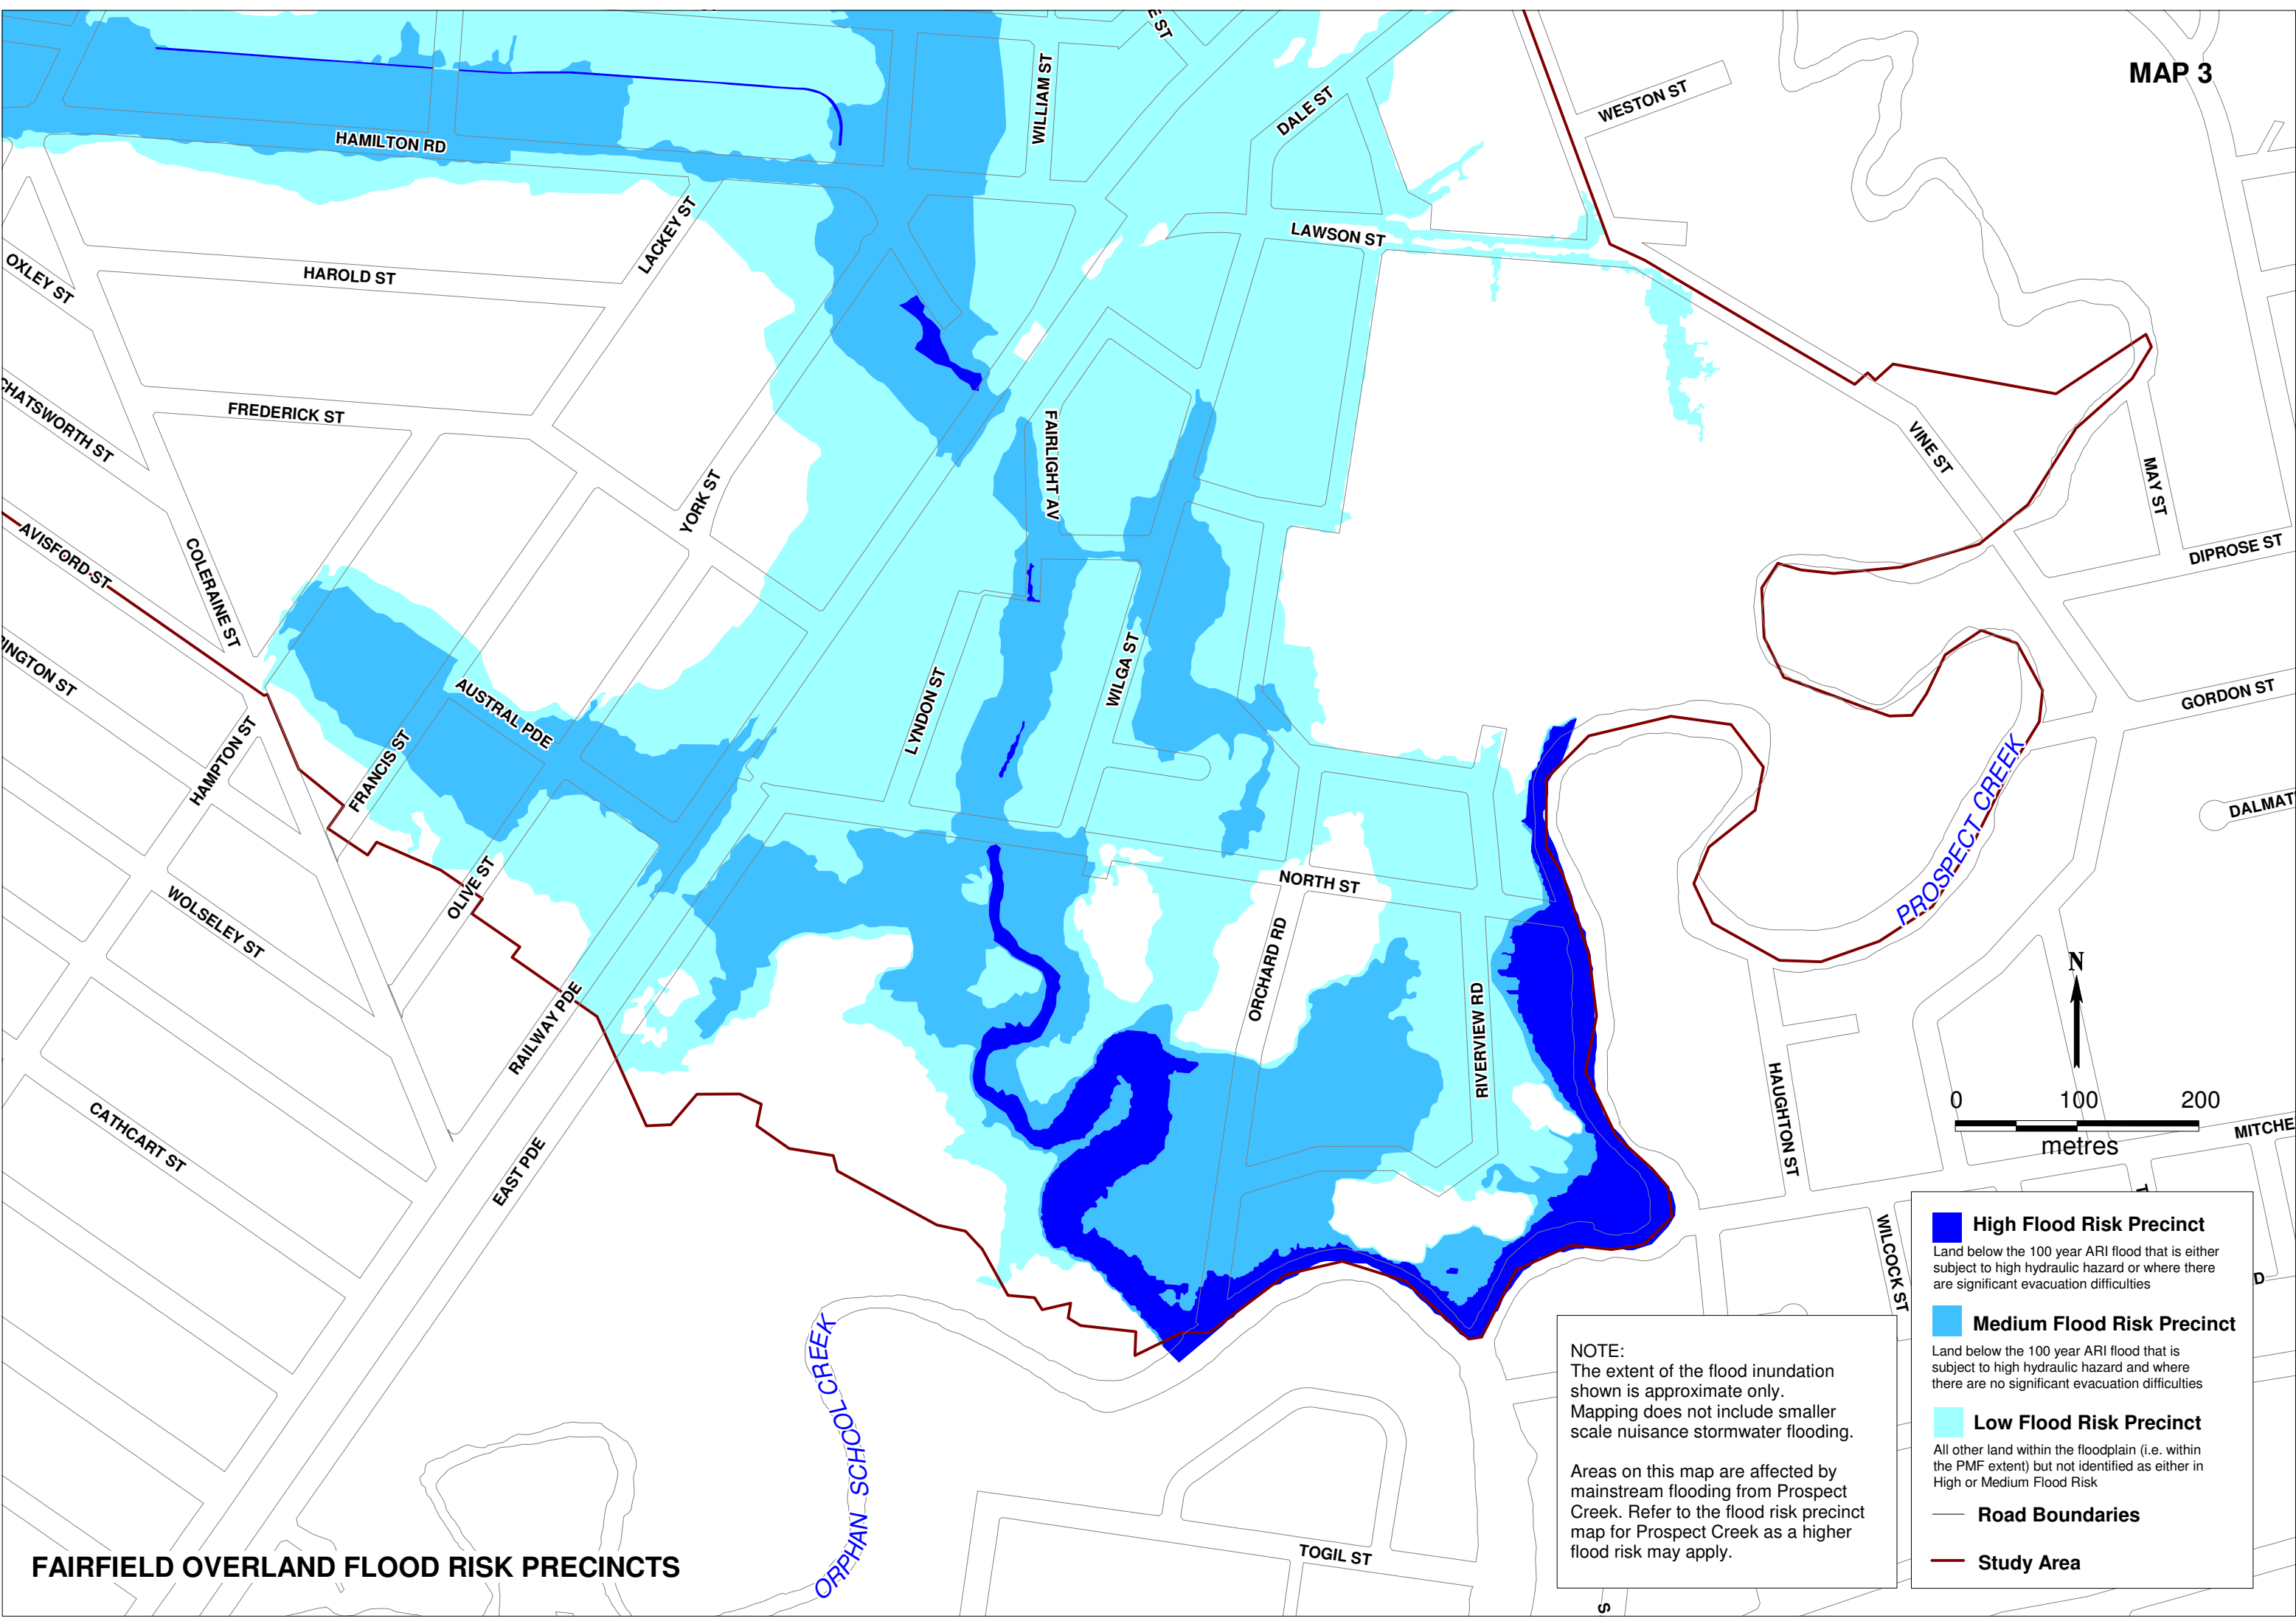 MAP 3
E ST
WILLIAM ST
DALE ST
WESTON ST
HAMILTON RD
LACKEY ST
LAWSON ST
HAROLD ST
OXLEY ST
CHATSWORTH ST
FREDERICK ST
FAIRLIGHT AV
YORK ST
VINE ST
MAY ST
DIPROSE ST
AVISFORD ST
COLERAINE ST
INGTON ST
AUSTRAL PDE
LYNDON ST
WILGA ST
GORDON ST
HAMPTON ST
FRANCIS ST
PROSPECT CREEK
DALMAT
OLIVE ST
WOLSELEY ST
NORTH ST
ORCHARD RD
RIVERVIEW RD
RAILWAY PDE
EAST PDE
CATHCART ST
HAUGHTON ST
N
0 100 200
metres
MITCHE
T
WILCOCK ST
D
High Flood Risk Precinct
Land below the 100 year ARI flood that is either
subject to high hydraulic hazard or where there
are significant evacuation difficulties
Medium Flood Risk Precinct
Land below the 100 year ARI flood that is
subject to high hydraulic hazard and where
there are no significant evacuation difficulties
Low Flood Risk Precinct
All other land within the floodplain (i.e. within
the PMF extent) but not identified as either in
High or Medium Flood Risk
Road Boundaries
Study Area
NOTE:
The extent of the flood inundation
shown is approximate only.
Mapping does not include smaller
scale nuisance stormwater flooding.
Areas on this map are affected by
mainstream flooding from Prospect
Creek. Refer to the flood risk precinct
map for Prospect Creek as a higher
flood risk may apply.
ORPHAN SCHOOL CREEK
TOGIL ST
S
FAIRFIELD OVERLAND FLOOD RISK PRECINCTS